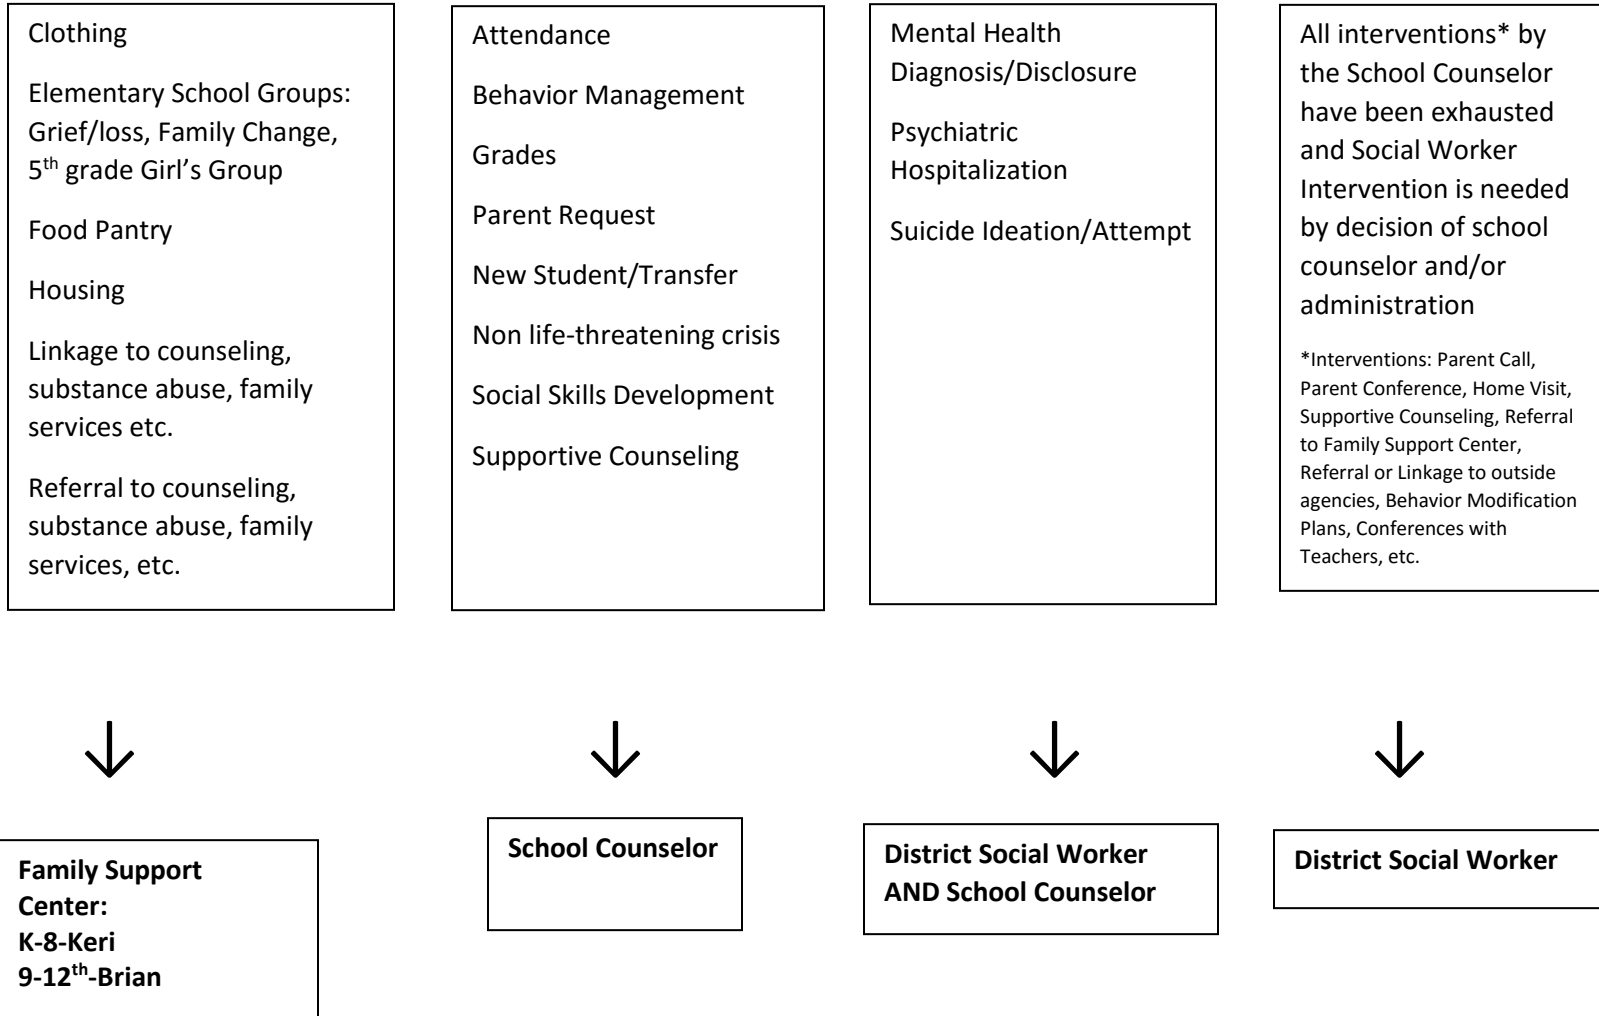 Clothing
Elementary School Groups:
Grief/loss, Family Change,
5th grade Girl’s Group
Food Pantry
Housing
Linkage to counseling,
substance abuse, family
services etc.
Referral to counseling,
substance abuse, family
services, etc.
Attendance
Behavior Management
Grades
Parent Request
New Student/Transfer
Non life-threatening crisis
Social Skills Development
Supportive Counseling
Mental Health
Diagnosis/Disclosure
Psychiatric
Hospitalization
Suicide Ideation/Attempt
All interventions* by
the School Counselor
have been exhausted
and Social Worker
Intervention is needed
by decision of school
counselor and/or
administration
*Interventions: Parent Call,
Parent Conference, Home Visit,
Supportive Counseling, Referral
to Family Support Center,
Referral or Linkage to outside
agencies, Behavior Modification
Plans, Conferences with
Teachers, etc.
Family Support
Center:
K-8-Keri
9-12th-Brian
School Counselor
District Social Worker
AND School Counselor
District Social Worker